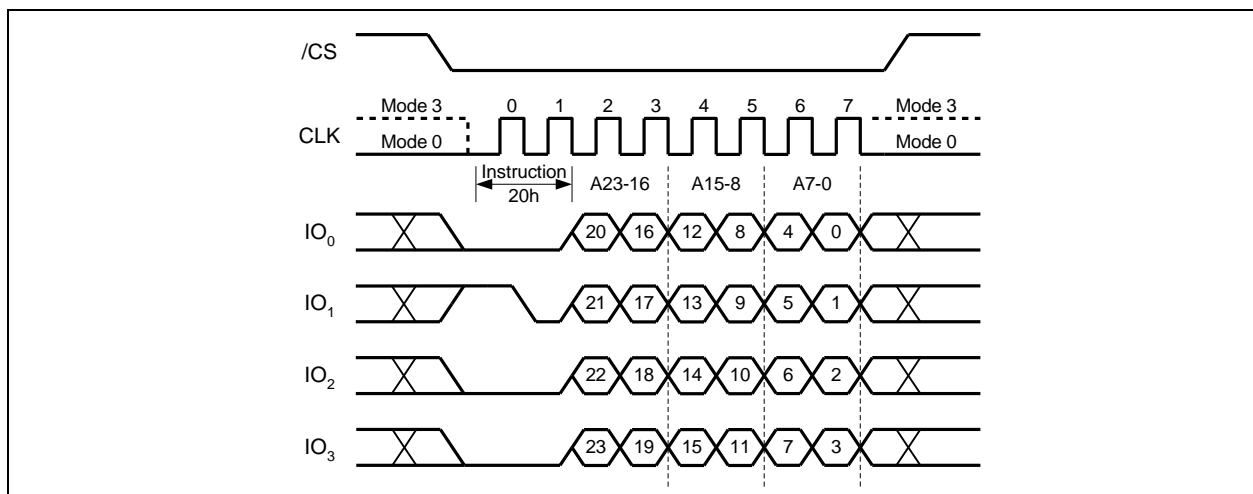 /CS
Mode 3 0 1 2 3 4 5 6 7 Mode 3
CLK
Mode 0 Mode 0
Instruction
20h
A23-16 A15-8 A7-0
IO0 20 16 12 8 4 0
IO1 21 17 13 9 5 1
IO2 22 18 14 10 6 2
IO3 23 19 15 11 7 3